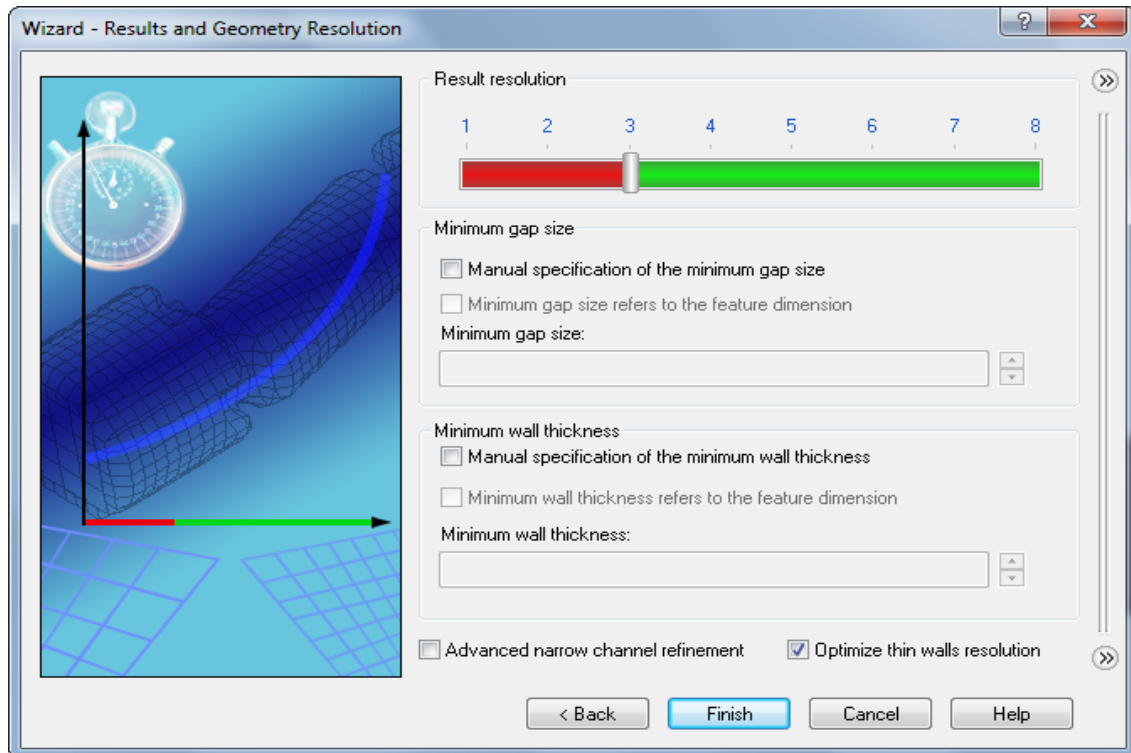 Wizard - Results and Geometry Resolution
Result resolution
1 2 3 4 5 6 7 8
Minimum gap size
Manual specification of the minimum gap size
Minimum gap size refers to the feature dimension
Minimum gap size:
Minimum wall thickness
Manual specification of the minimum wall thickness
Minimum wall thickness refers to the feature dimension
Minimum wall thickness:
Advanced narrow channel refinement Optimize thin walls resolution
< Back Finish Cancel Help